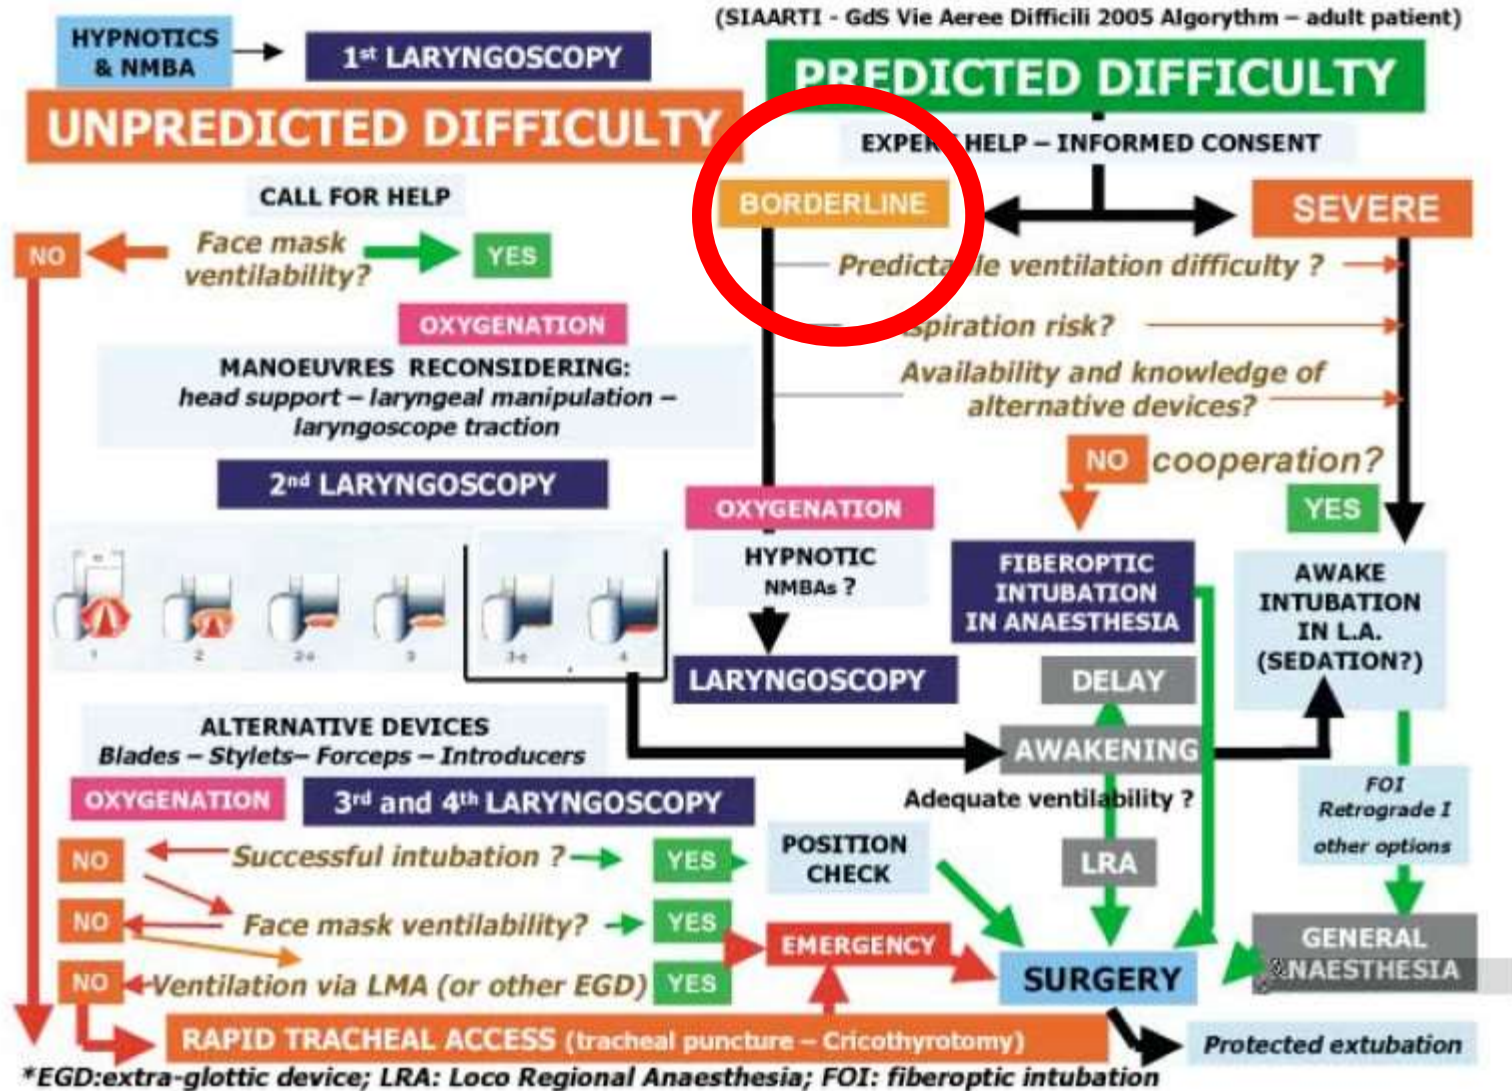 (SIAARTI - GdS Vie Aeree Difficili 2005 Algorythm – adult patient)
HYPNOTICS
& NMBA
1st LARYNGOSCOPY
UNPREDICTED DIFFICULTY
CALL FOR HELP
NO
Face mask
ventilability?
YES
OXYGENATION
MANOEUVRES RECONSIDERING:
head support – laryngeal manipulation –
laryngoscope traction
2nd LARYNGOSCOPY
1
2
2-e
3
3-e
4
ALTERNATIVE DEVICES
Blades – Stylets– Forceps – Introducers
OXYGENATION
3rd and 4th LARYNGOSCOPY
NO
Successful intubation ?
YES
POSITION
CHECK
NO
Face mask ventilability?
YES
EMERGENCY
NO
Ventilation via LMA (or other EGD)
YES
RAPID TRACHEAL ACCESS (tracheal puncture – Cricothyrotomy)
PREDICTED DIFFICULTY
EXPERT HELP – INFORMED CONSENT
BORDERLINE
SEVERE
Predictable ventilation difficulty ?
spiration risk?
Availability and knowledge of
alternative devices?
NO
cooperation?
YES
OXYGENATION
HYPNOTIC
NMBAs ?
LARYNGOSCOPY
FIBEROPTIC
INTUBATION
IN ANAESTHESIA
AWAKE
INTUBATION
IN L.A.
(SEDATION?)
DELAY
AWAKENING
Adequate ventilability ?
LRA
FOI
Retrograde I
other options
GENERAL
ANAESTHESIA
SURGERY
Protected extubation
*EGD:extra-glottic device; LRA: Loco Regional Anaesthesia; FOI: fiberoptic intubation